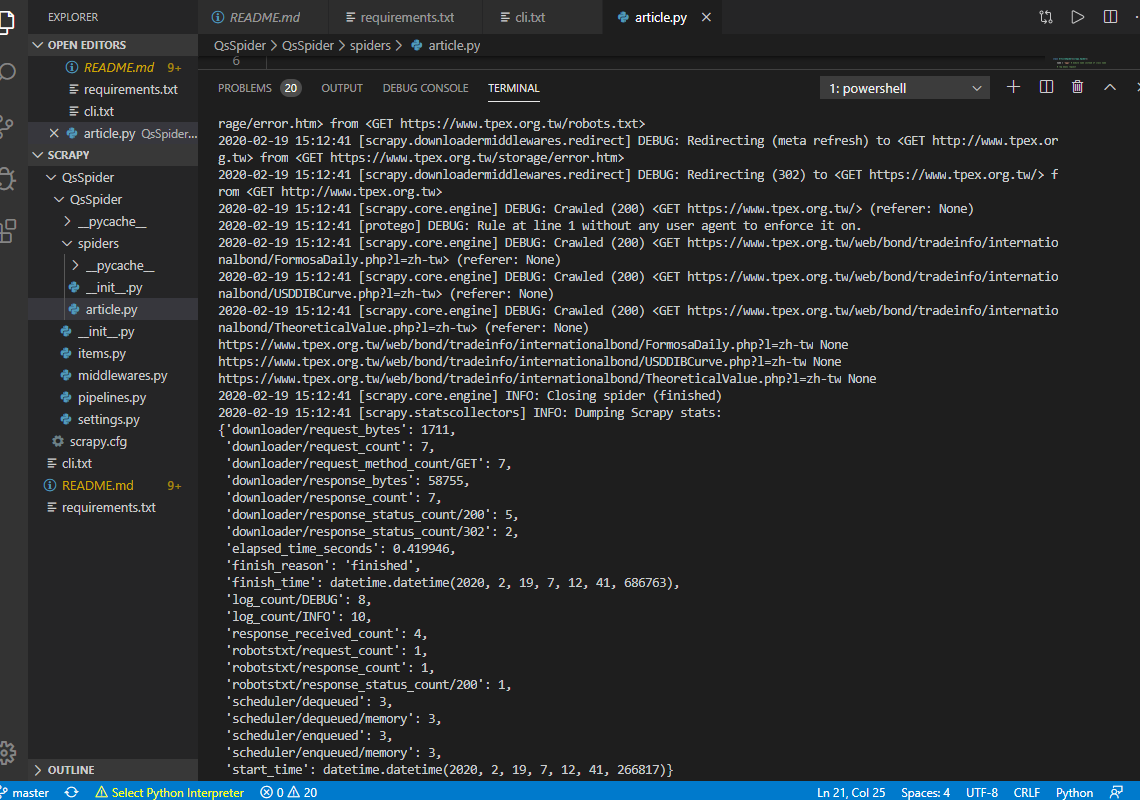 EXPLORER
README.md
requirements.txt
cli.txt
article.py
OPEN EDITORS
README.md 9+
requirements.txt
cli.txt
article.py QsSpider...
SCRAPY
QsSpider
QsSpider
__pycache__
spiders
__pycache__
__init__.py
article.py
__init__.py
items.py
middlewares.py
pipelines.py
settings.py
scrapy.cfg
cli.txt
README.md 9+
requirements.txt
OUTLINE
QsSpider > QsSpider > spiders > article.py
6
PROBLEMS 20 OUTPUT DEBUG CONSOLE TERMINAL 1: powershell
rage/error.htm> from <GET https://www.tpex.org.tw/robots.txt>
2020-02-19 15:12:41 [scrapy.downloadermiddlewares.redirect] DEBUG: Redirecting (meta refresh) to <GET http://www.tpex.or
g.tw> from <GET https://www.tpex.org.tw/storage/error.htm>
2020-02-19 15:12:41 [scrapy.downloadermiddlewares.redirect] DEBUG: Redirecting (302) to <GET https://www.tpex.org.tw/> f
rom <GET http://www.tpex.org.tw>
2020-02-19 15:12:41 [scrapy.core.engine] DEBUG: Crawled (200) <GET https://www.tpex.org.tw/> (referer: None)
2020-02-19 15:12:41 [protego] DEBUG: Rule at line 1 without any user agent to enforce it on.
2020-02-19 15:12:41 [scrapy.core.engine] DEBUG: Crawled (200) <GET https://www.tpex.org.tw/web/bond/tradeinfo/internatio
nalbond/FormosaDaily.php?l=zh-tw> (referer: None)
2020-02-19 15:12:41 [scrapy.core.engine] DEBUG: Crawled (200) <GET https://www.tpex.org.tw/web/bond/tradeinfo/internatio
nalbond/USDDIBCurve.php?l=zh-tw> (referer: None)
2020-02-19 15:12:41 [scrapy.core.engine] DEBUG: Crawled (200) <GET https://www.tpex.org.tw/web/bond/tradeinfo/internatio
nalbond/TheoreticalValue.php?l=zh-tw> (referer: None)
https://www.tpex.org.tw/web/bond/tradeinfo/internationalbond/FormosaDaily.php?l=zh-tw None
https://www.tpex.org.tw/web/bond/tradeinfo/internationalbond/USDDIBCurve.php?l=zh-tw None
https://www.tpex.org.tw/web/bond/tradeinfo/internationalbond/TheoreticalValue.php?l=zh-tw None
2020-02-19 15:12:41 [scrapy.core.engine] INFO: Closing spider (finished)
2020-02-19 15:12:41 [scrapy.statscollectors] INFO: Dumping Scrapy stats:
{'downloader/request_bytes': 1711,
'downloader/request_count': 7,
'downloader/request_method_count/GET': 7,
'downloader/response_bytes': 58755,
'downloader/response_count': 7,
'downloader/response_status_count/200': 5,
'downloader/response_status_count/302': 2,
'elapsed_time_seconds': 0.419946,
'finish_reason': 'finished',
'finish_time': datetime.datetime(2020, 2, 19, 7, 12, 41, 686763),
'log_count/DEBUG': 8,
'log_count/INFO': 10,
'response_received_count': 4,
'robotstxt/request_count': 1,
'robotstxt/response_count': 1,
'robotstxt/response_status_count/200': 1,
'scheduler/dequeued': 3,
'scheduler/dequeued/memory': 3,
'scheduler/enqueued': 3,
'scheduler/enqueued/memory': 3,
'start_time': datetime.datetime(2020, 2, 19, 7, 12, 41, 266817)}
master Select Python Interpreter 0 20 Ln 21, Col 25 Spaces: 4 UTF-8 CRLF Python